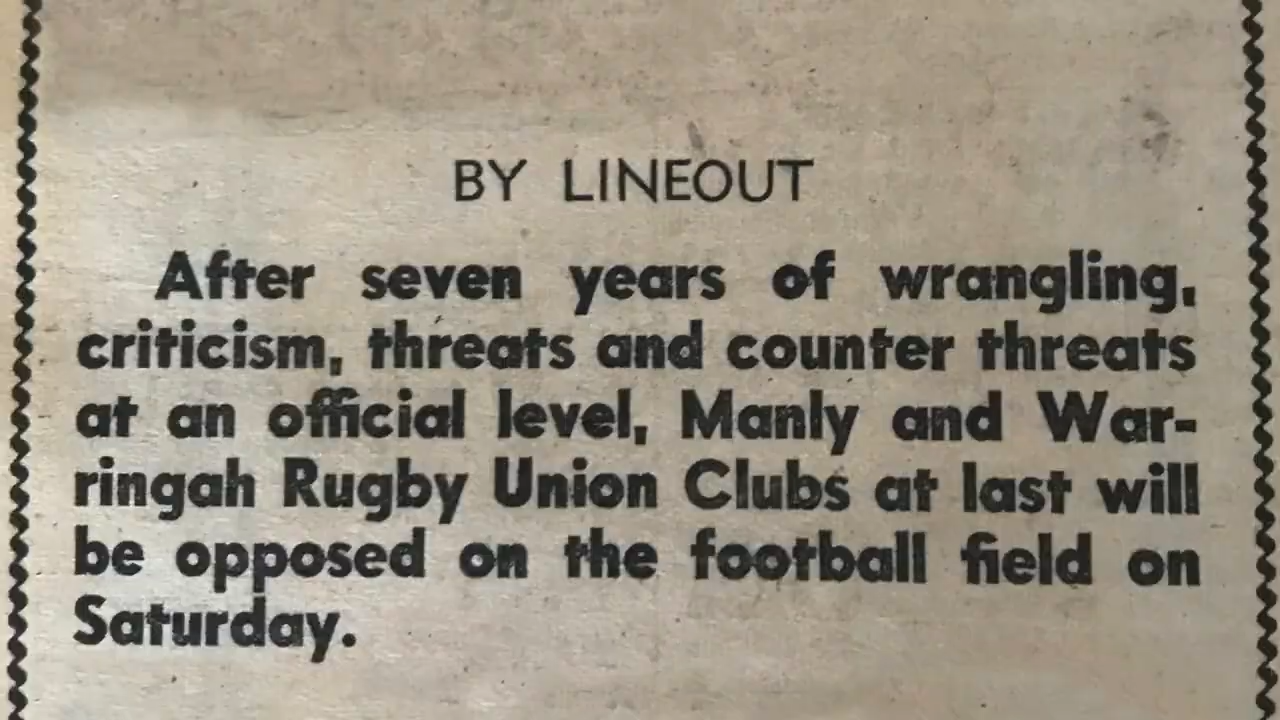 BY LINEOUT
After seven years of wrangling,
criticism, threats and counter threats
at an official level, Manly and War-
ringah Rugby Union Clubs at last will
be opposed on the football field on
Saturday.